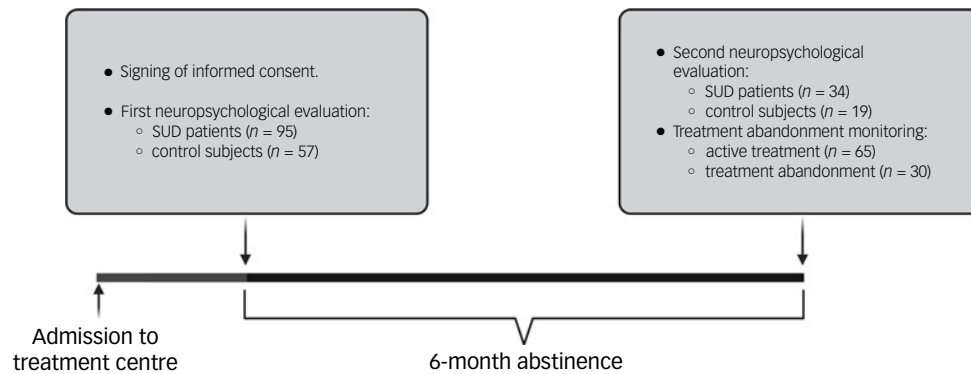 ● Signing of informed consent.
● First neuropsychological evaluation:
○ SUD patients (n = 95)
○ control subjects (n = 57)
● Second neuropsychological
evaluation:
○ SUD patients (n = 34)
○ control subjects (n = 19)
● Treatment abandonment monitoring:
○ active treatment (n = 65)
○ treatment abandonment (n = 30)
Admission to
treatment centre
6-month abstinence